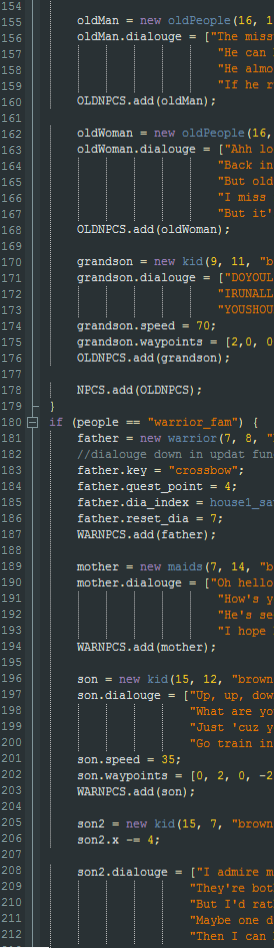 154
155 oldMan = new oldPeople(16, 1
156 oldMan.dialouge = ["The miss
157 "He can
158 "He almo
159 "If he r
160 OLDNPCS.add(oldMan);
161
162 oldWoman = new oldPeople(16,
163 oldWoman.dialouge = ["Ahh lo
164 "Back in
165 "But old
166 "I miss
167 "But it'
168 OLDNPCS.add(oldWoman);
169
170 grandson = new kid(9, 11, "b
171 grandson.dialouge = ["DOYOUL
172 "IRUNALL
173 "YOUSHOU
174 grandson.speed = 70;
175 grandson.waypoints = [2,0, 0
176 OLDNPCS.add(grandson);
177
178 NPCS.add(OLDNPCS);
179 }
180 if (people == "warrior_fam") {
181 father = new warrior(7, 8, "
182 //dialouge down in updat fun
183 father.key = "crossbow";
184 father.quest_point = 4;
185 father.dia_index = house1_sa
186 father.reset_dia = 7;
187 WARNPCS.add(father);
188
189 mother = new maids(7, 14, "b
190 mother.dialouge = ["Oh hello
191 "How's y
192 "He's se
193 "I hope
194 WARNPCS.add(mother);
195
196 son = new kid(15, 12, "brown
197 son.dialouge = ["Up, up, dow
198 "What are yo
199 "Just 'cuz y
200 "Go train in
201 son.speed = 35;
202 son.waypoints = [0, 2, 0, -2
203 WARNPCS.add(son);
204
205 son2 = new kid(15, 7, "brown
206 son2.x -= 4;
207
208 son2.dialouge = ["I admire m
209 "They're bot
210 "But I'd rat
211 "Maybe one d
212 "Then I can